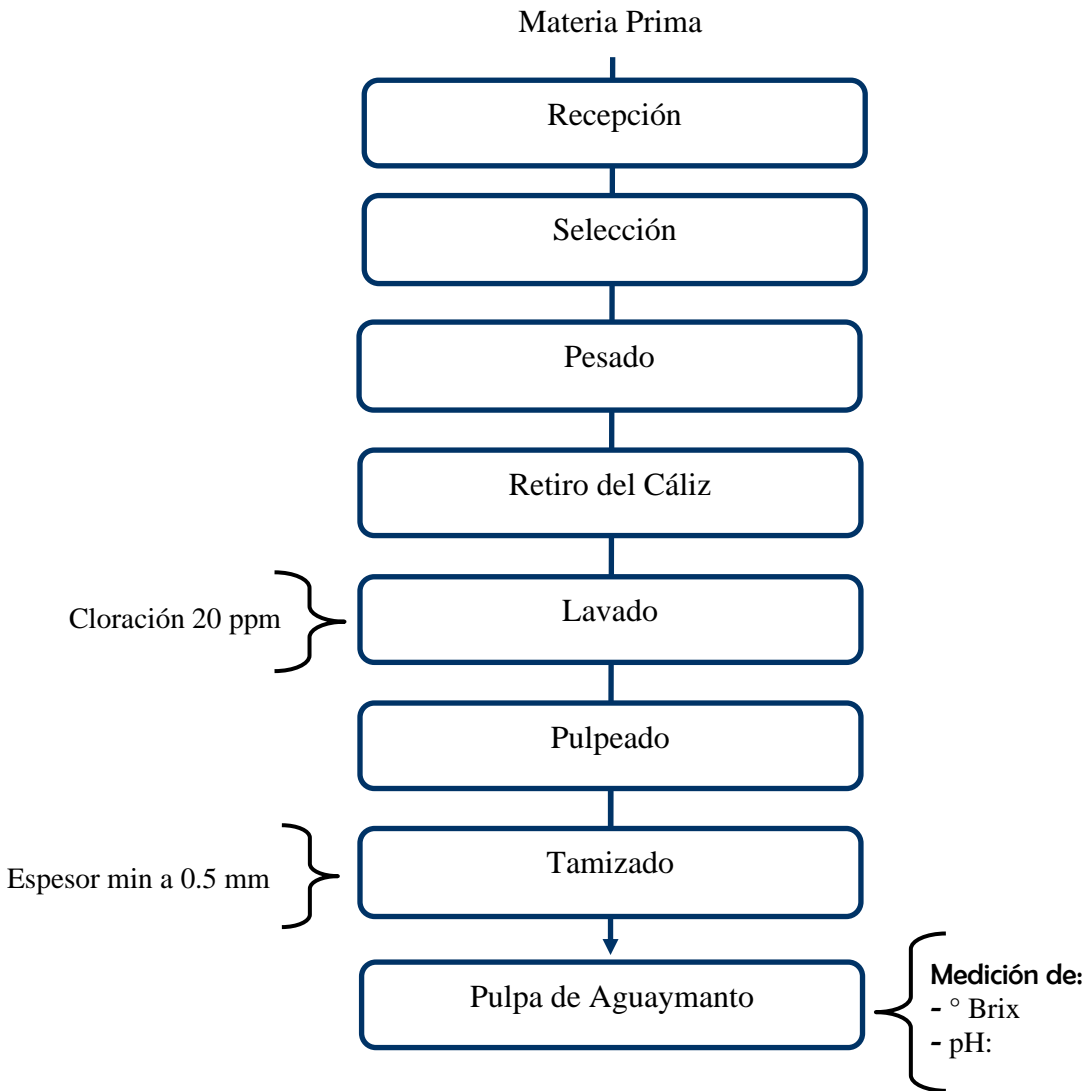 Materia Prima
Recepción
Selección
Pesado
Retiro del Cáliz
Cloración 20 ppm
Lavado
Pulpeado
Espesor min a 0.5 mm
Tamizado
Pulpa de Aguaymanto
Medición de:
- ° Brix
- pH: